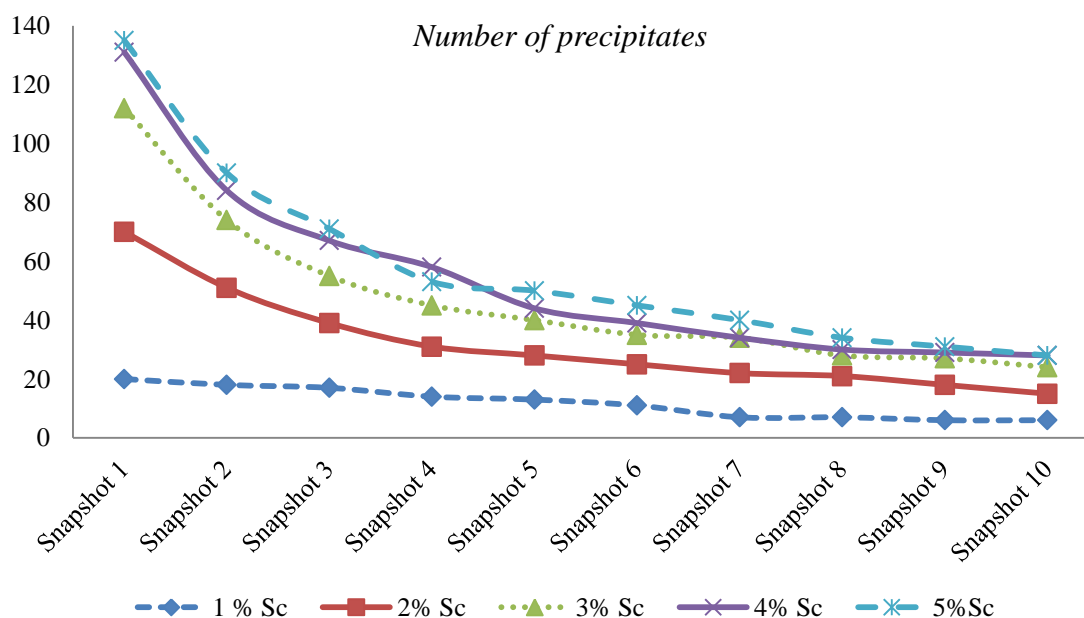 Number of precipitates
140
120
100
80
60
40
20
0
Snapshot 1
Snapshot 2
Snapshot 3
Snapshot 4
Snapshot 5
Snapshot 6
Snapshot 7
Snapshot 8
Snapshot 9
Snapshot 10
1 % Sc 2% Sc 3% Sc 4% Sc 5%Sc